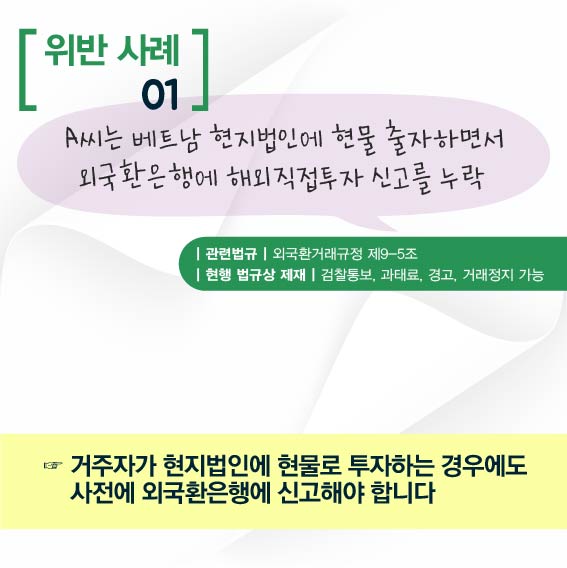 위반 사례
01
A씨는 베트남 현지법인에 현물 출자하면서
외국환은행에 해외직접투자 신고를 누락
| 관련법규 | 외국환거래규정 제9-5조
| 현행 법규상 제재 | 검찰통보, 과태료, 경고, 거래정지 가능
☞ 거주자가 현지법인에 현물로 투자하는 경우에도
사전에 외국환은행에 신고해야 합니다